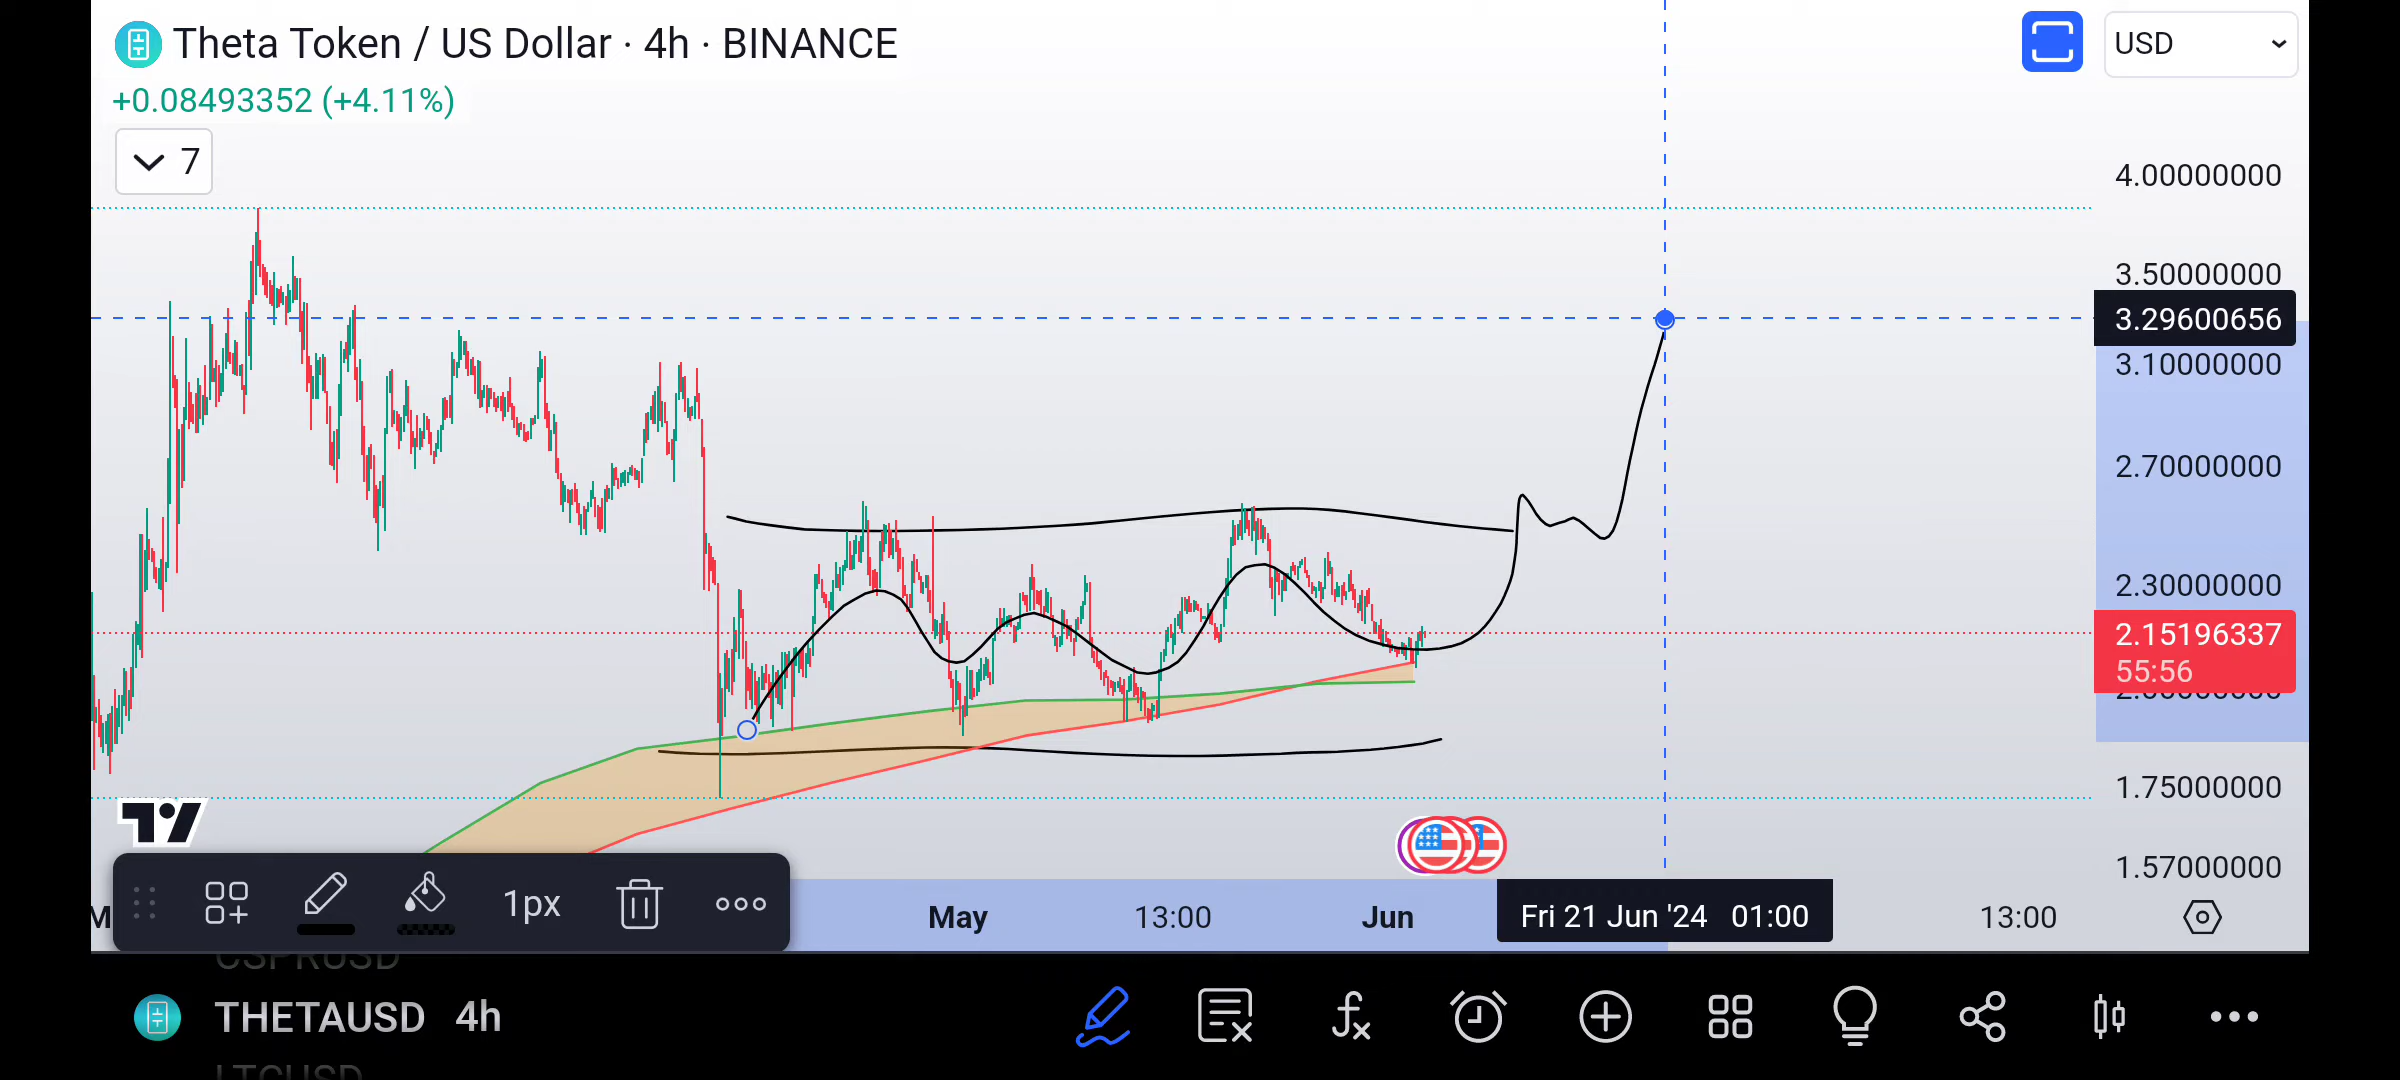 Theta Token / US Dollar · 4h · BINANCE
USD
+0.08493352 (+4.11%)
7
4.00000000
3.50000000
3.29600656
3.10000000
2.70000000
2.30000000
2.15196337
55:56
1.75000000
1.57000000
1px
May
13:00
Jun
Fri 21 Jun '24 01:00
13:00
CSPRUSD
THETAUSD 4h
LTCUSD